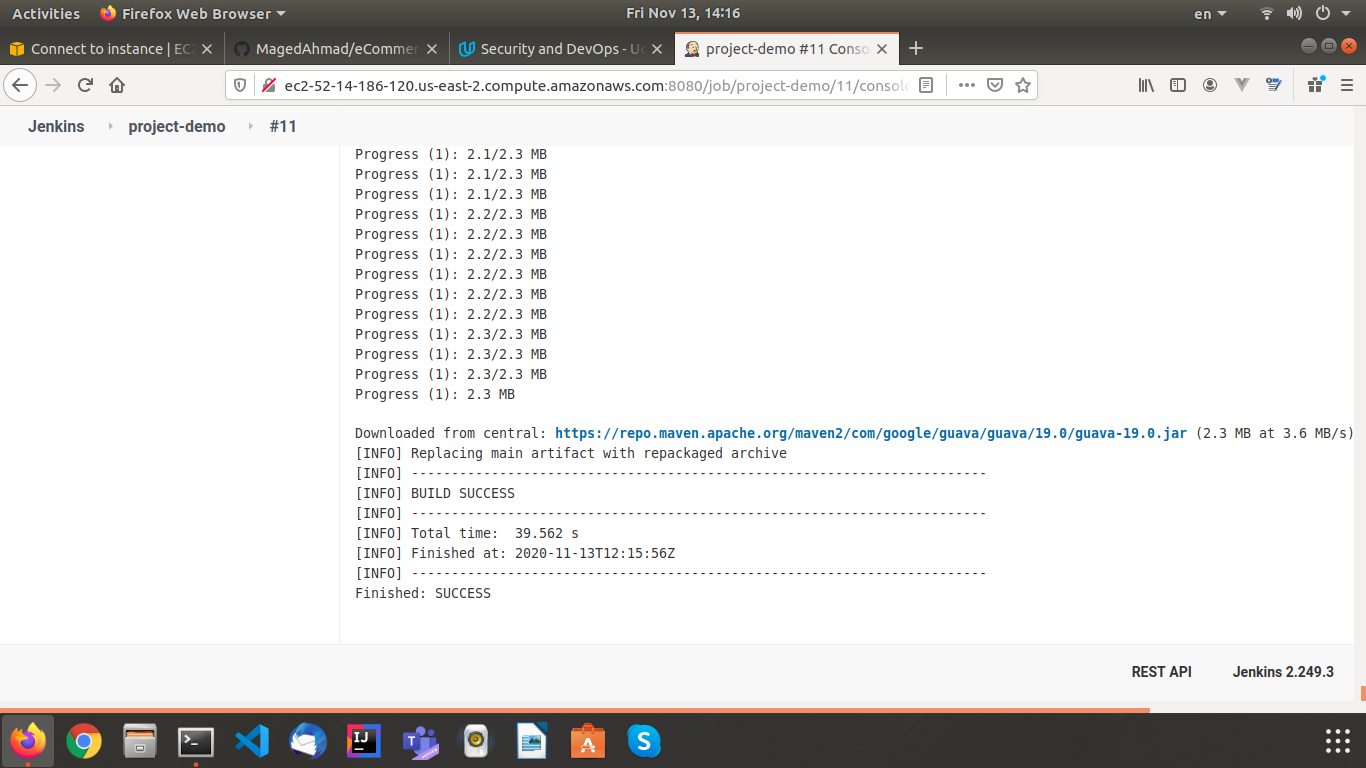 Activities
Firefox Web Browser
Fri Nov 13, 14:16
en
Connect to instance | EC2
MagedAhmad/eCommer
Security and DevOps - U
project-demo #11 Conso
ec2-52-14-186-120.us-east-2.compute.amazonaws.com:8080/job/project-demo/11/console
Jenkins
project-demo
#11
Progress (1): 2.1/2.3 MB
Progress (1): 2.1/2.3 MB
Progress (1): 2.1/2.3 MB
Progress (1): 2.2/2.3 MB
Progress (1): 2.2/2.3 MB
Progress (1): 2.2/2.3 MB
Progress (1): 2.2/2.3 MB
Progress (1): 2.2/2.3 MB
Progress (1): 2.2/2.3 MB
Progress (1): 2.3/2.3 MB
Progress (1): 2.3/2.3 MB
Progress (1): 2.3/2.3 MB
Progress (1): 2.3 MB
Downloaded from central: https://repo.maven.apache.org/maven2/com/google/guava/guava/19.0/guava-19.0.jar (2.3 MB at 3.6 MB/s)
[INFO] Replacing main artifact with repackaged archive
[INFO] ------------------------------------------------------------------------
[INFO] BUILD SUCCESS
[INFO] ------------------------------------------------------------------------
[INFO] Total time:  39.562 s
[INFO] Finished at: 2020-11-13T12:15:56Z
[INFO] ------------------------------------------------------------------------
Finished: SUCCESS
REST API
Jenkins 2.249.3